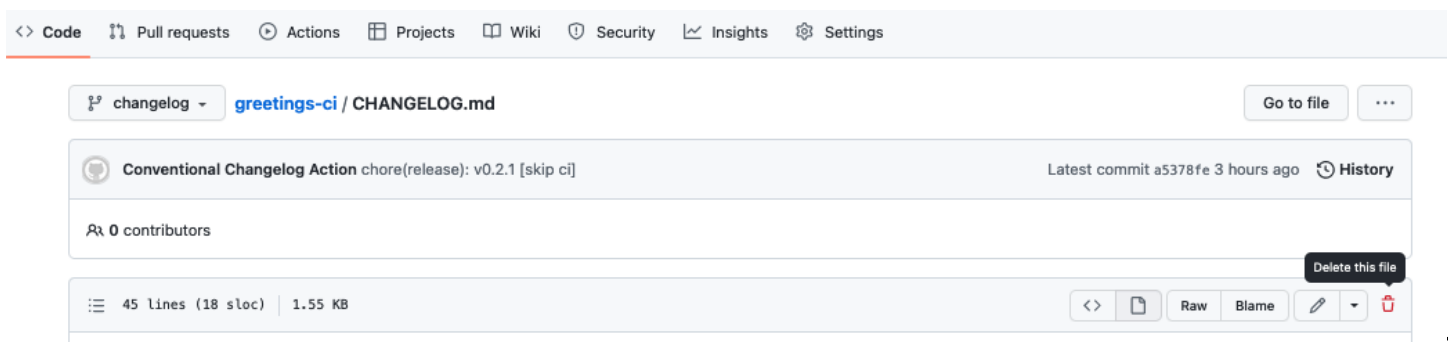 <> Code Pull requests Actions Projects Wiki Security Insights Settings
changelog greetings-ci / CHANGELOG.md Go to file ...
Conventional Changelog Action chore(release): v0.2.1 [skip ci] Latest commit a5378fe 3 hours ago History
0 contributors
Delete this file
45 lines (18 sloc) 1.55 KB <> Raw Blame